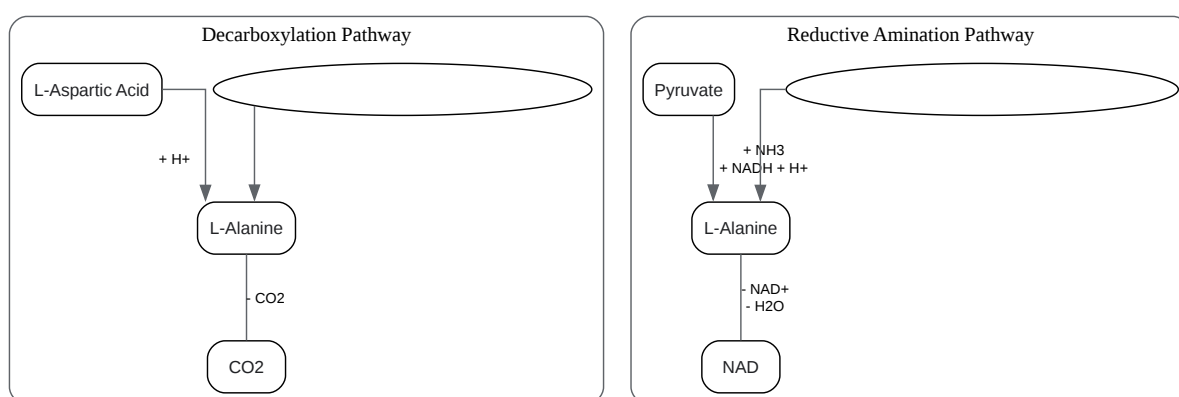 Decarboxylation Pathway
L-Aspartic Acid
+ H+
L-Alanine
- CO2
CO2
Reductive Amination Pathway
Pyruvate
+ NH3
+ NADH + H+
L-Alanine
- NAD+
- H2O
NAD